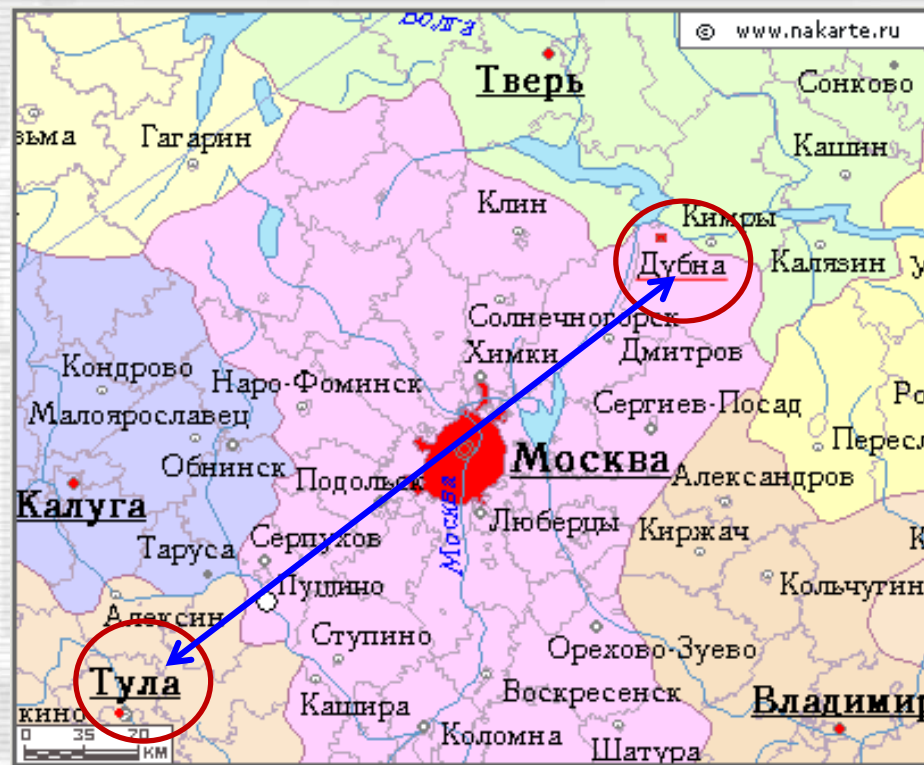 Волга
© www.nakarte.ru
Тверь
Сонково
Гагарин
Кашин
Клин
Кимры
Дубна
Калязин
Солнечногорск
Химки
Дмитров
Кондрово
Наро-Фоминск
Малоярославец
Сергиев-Посад
Обнинск
Подольск
Москва
Александров
Калуга
Москва
Люберцы
Киржач
Таруса
Серпухов
Пущино
Кольчугин
Алексин
Ступино
Орехово-Зуево
Тула
Кашира
Воскресенск
Владимир
кино
Коломна
Шатура
0 35 70
КМ